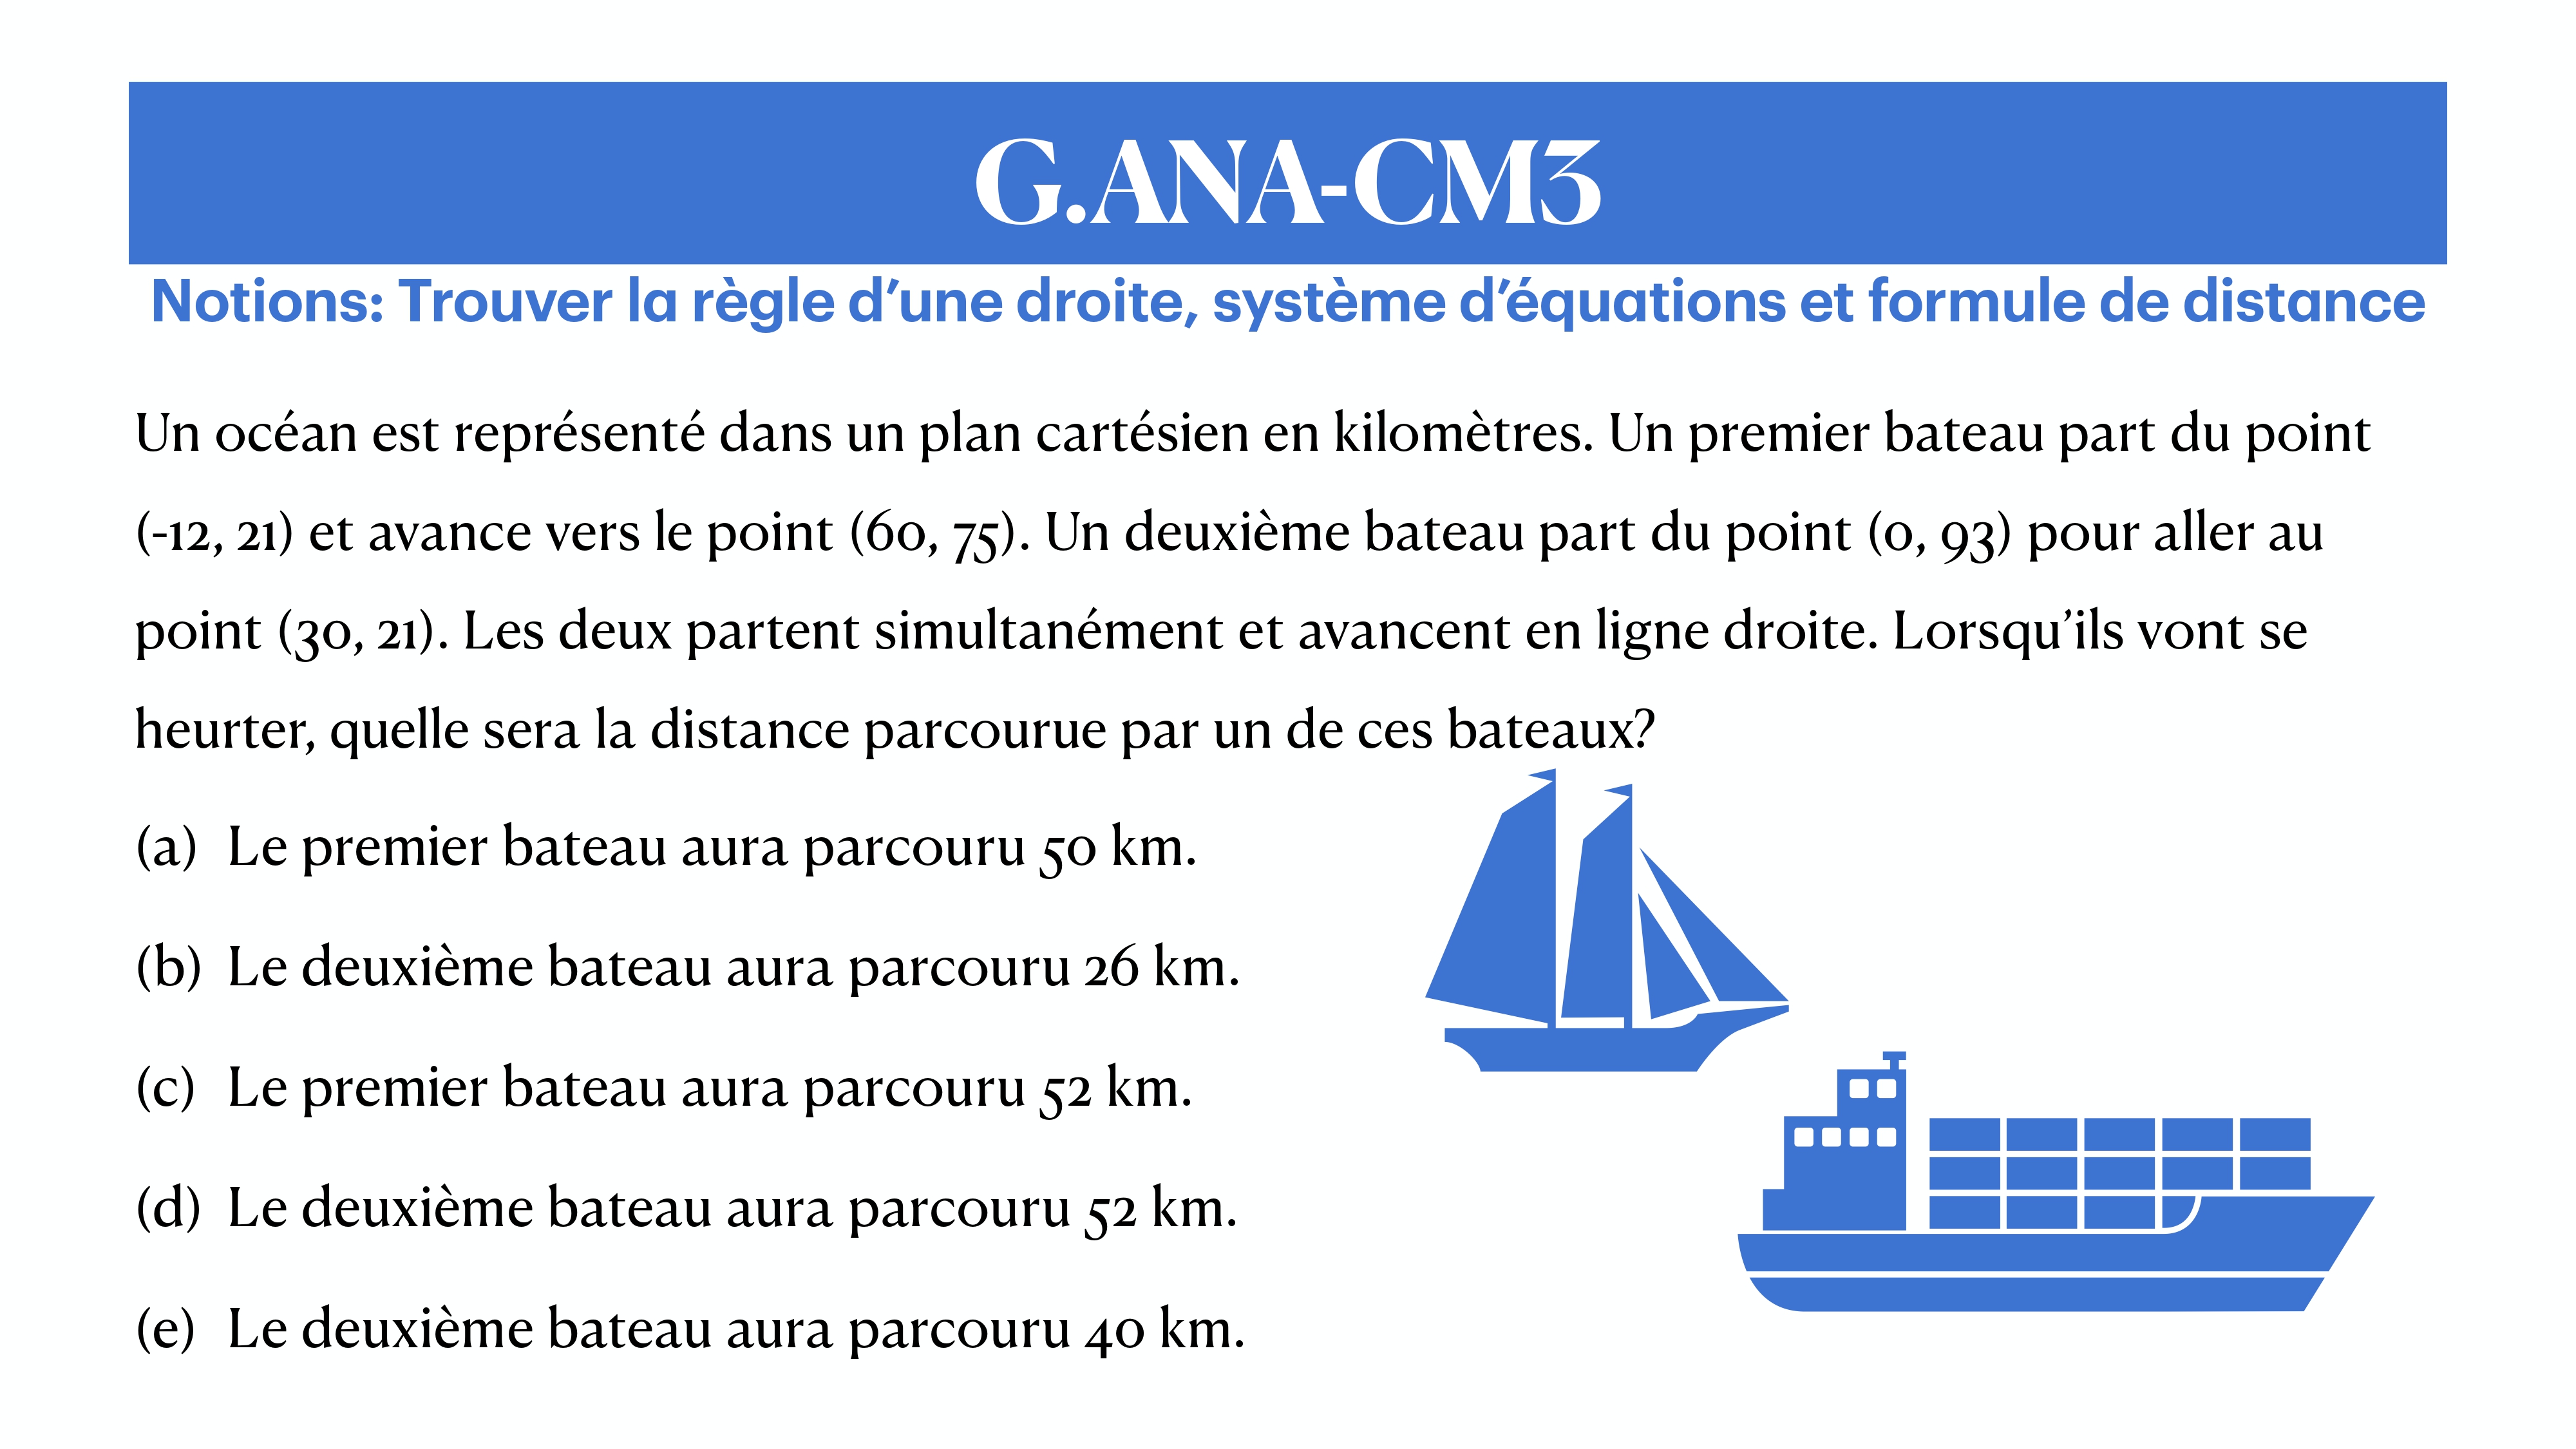 G.ANA-CM3
Notions: Trouver la règle d’une droite, système d’équations et formule de distance
Un océan est représenté dans un plan cartésien en kilomètres. Un premier bateau part du point
(-12, 21) et avance vers le point (60, 75). Un deuxième bateau part du point (0, 93) pour aller au
point (30, 21). Les deux partent simultanément et avancent en ligne droite. Lorsqu’ils vont se
heurter, quelle sera la distance parcourue par un de ces bateaux?
(a) Le premier bateau aura parcouru 50 km.
(b) Le deuxième bateau aura parcouru 26 km.
(c) Le premier bateau aura parcouru 52 km.
(d) Le deuxième bateau aura parcouru 52 km.
(e) Le deuxième bateau aura parcouru 40 km.